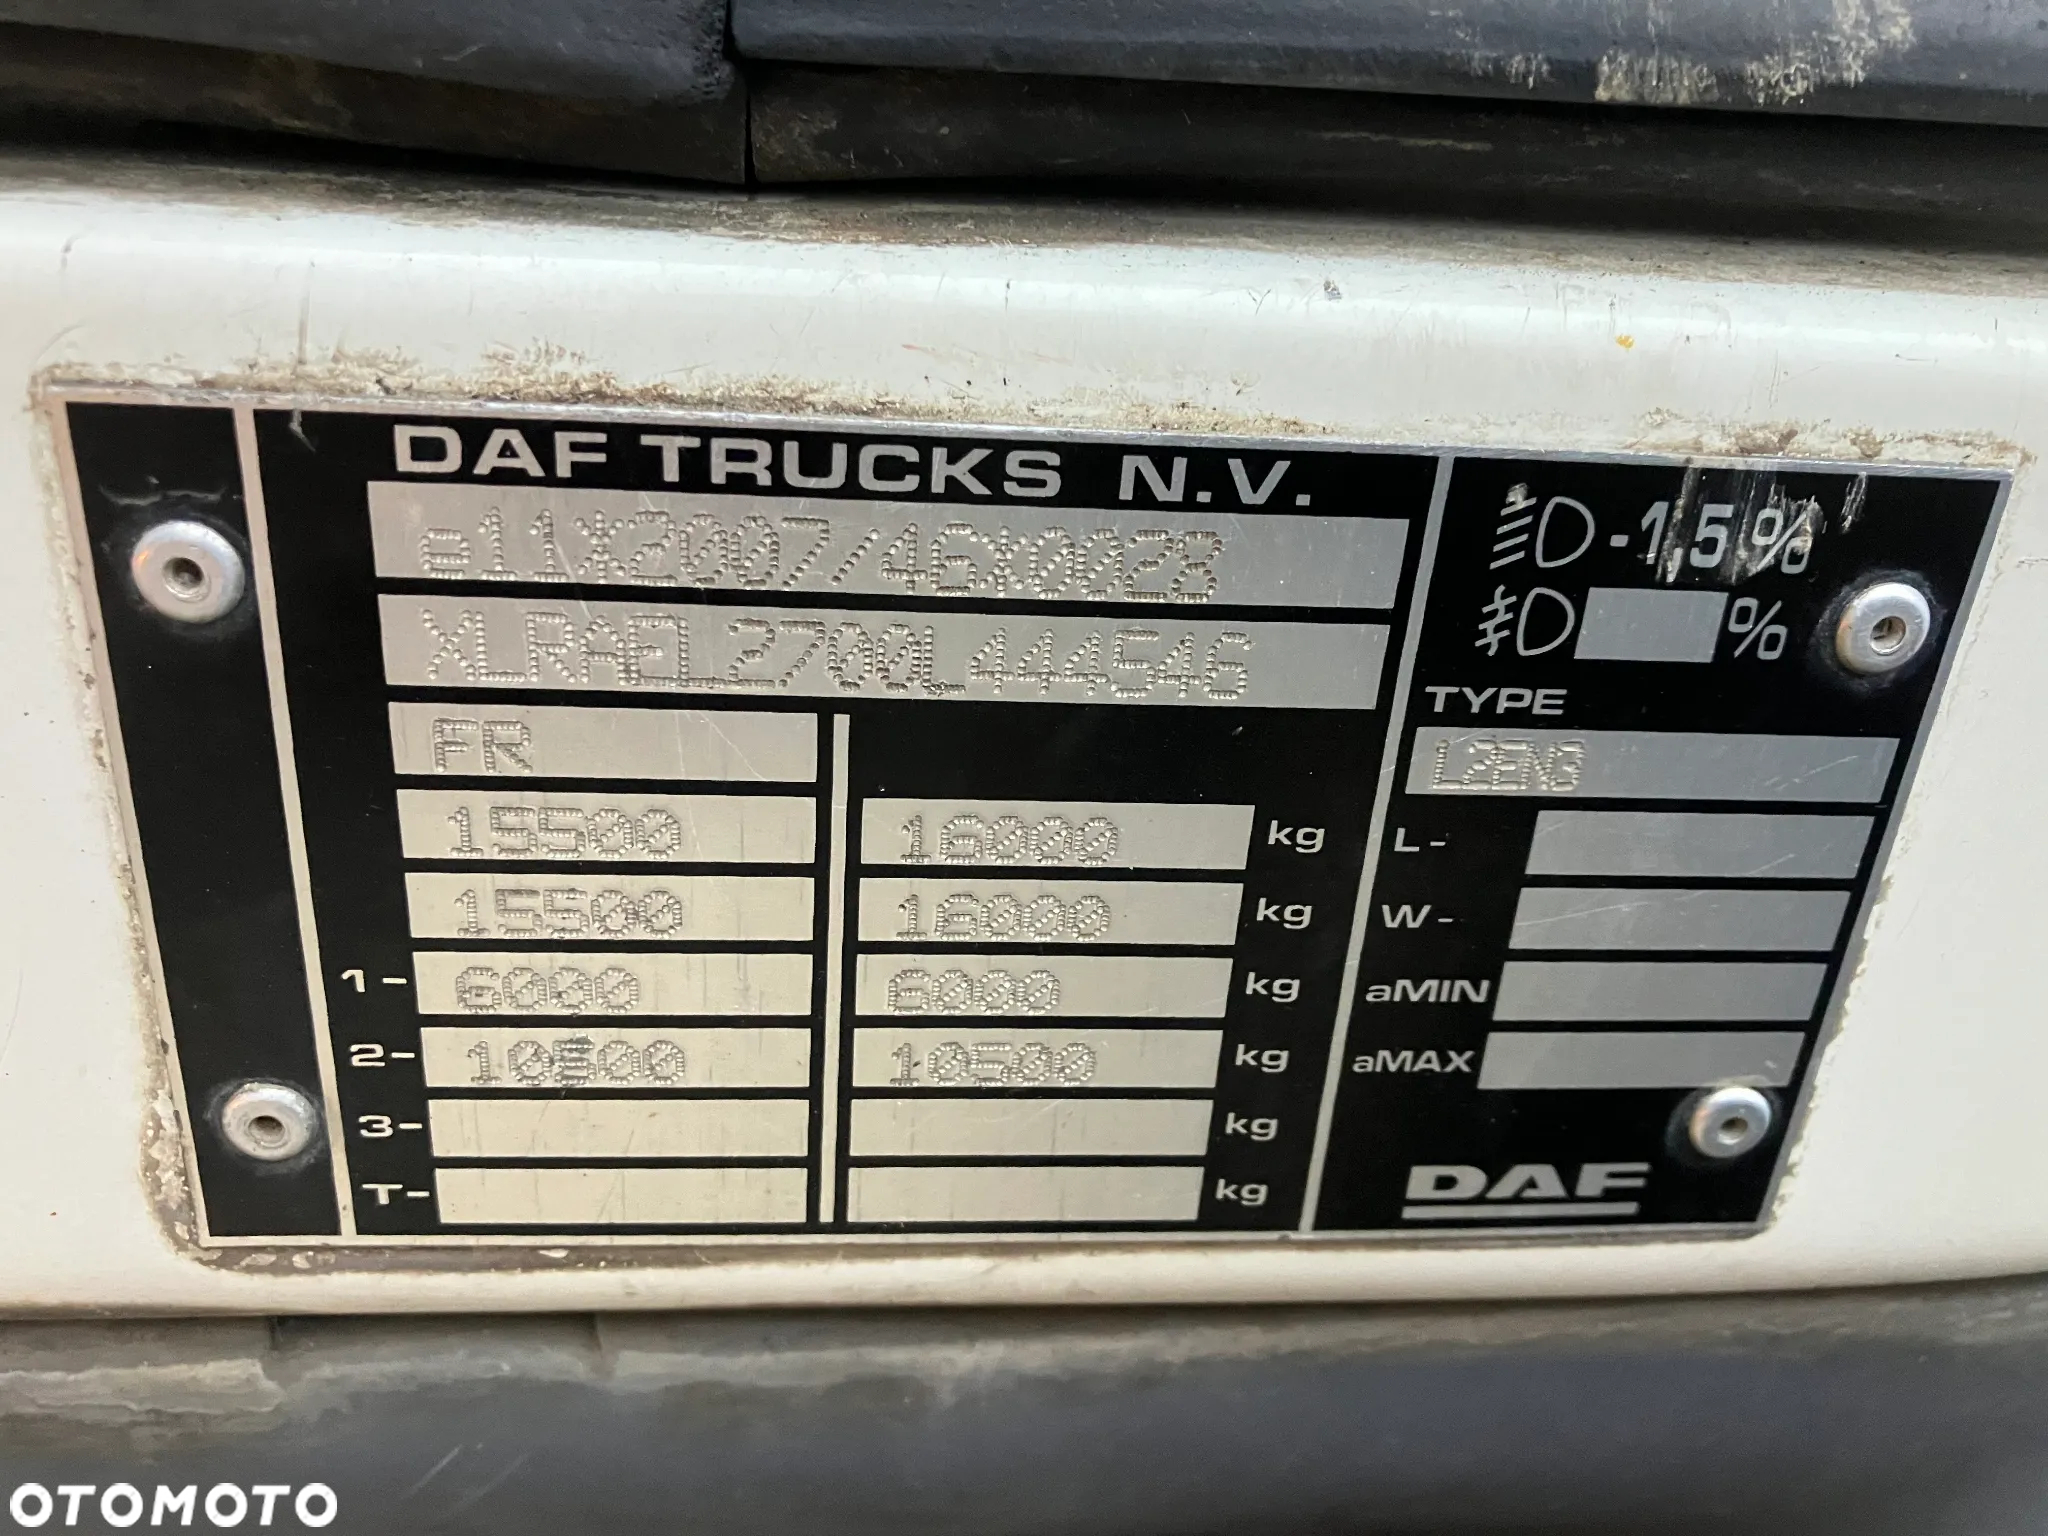 DAF TRUCKS N.V.
e11*2007/46*0028
XLRAEL2700L444546
FR
15500 16000 kg
15500 16000 kg
1- 6000 6000 kg
2- 10500 10500 kg
3- kg
T- kg
-1,5%
%
TYPE
L2EN3
L-
W-
aMIN
aMAX
DAF
OTOMOTO